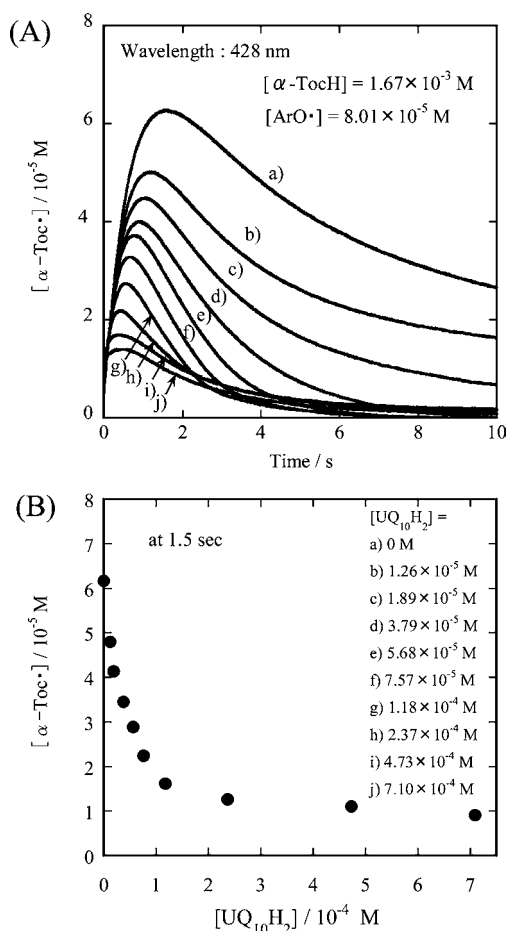 (A)
Wavelength : 428 nm
[α-TocH] = 1.67×10⁻³ M
[ArO•] = 8.01×10⁻⁵ M
[α-Toc•] / 10⁻⁵ M
8
6
4
2
0
a)
b)
c)
d)
e)
f)
g)
h)
i)
j)
0 2 4 6 8 10
Time / s
(B)
at 1.5 sec
[UQ₁₀H₂] =
a) 0 M
b) 1.26×10⁻⁵ M
c) 1.89×10⁻⁵ M
d) 3.79×10⁻⁵ M
e) 5.68×10⁻⁵ M
f) 7.57×10⁻⁵ M
g) 1.18×10⁻⁴ M
h) 2.37×10⁻⁴ M
i) 4.73×10⁻⁴ M
j) 7.10×10⁻⁴ M
[α-Toc•] / 10⁻⁵ M
8
7
6
5
4
3
2
1
0
0 1 2 3 4 5 6 7
[UQ₁₀H₂] / 10⁻⁴ M